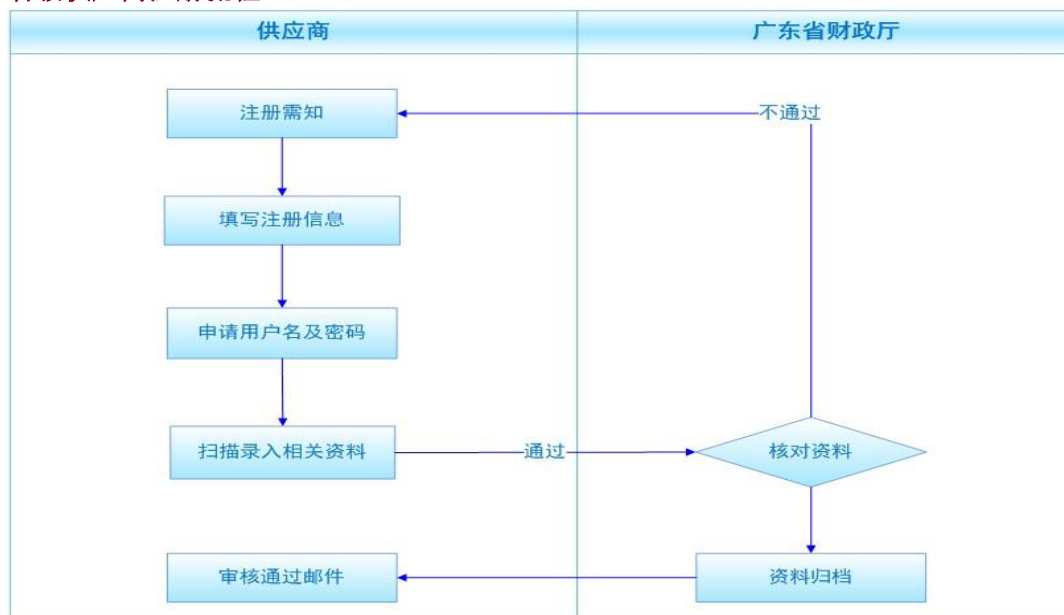 供应商
广东省财政厅
注册需知
不通过
填写注册信息
申请用户名及密码
扫描录入相关资料
通过
核对资料
审核通过邮件
资料归档